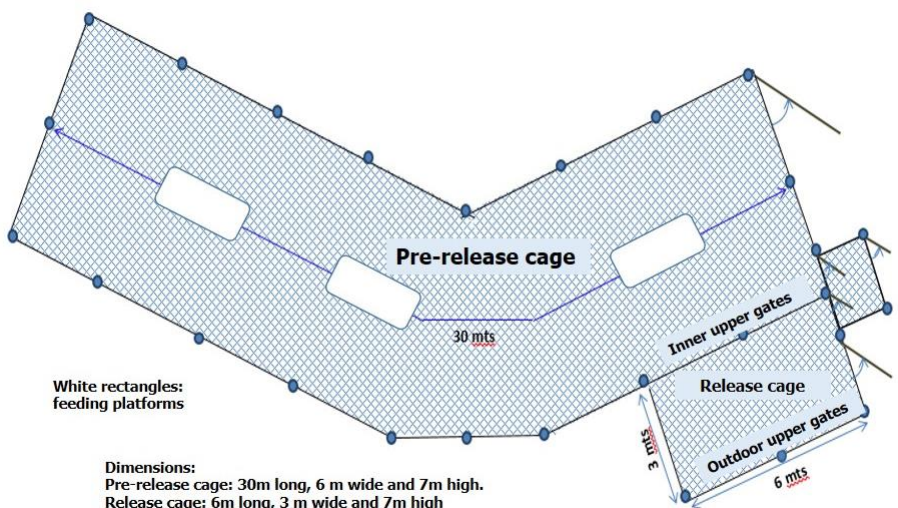 Pre-release cage
30 mts
Inner upper gates
Release cage
Outdoor upper gates
3 mts
6 mts
White rectangles:
feeding platforms
Dimensions:
Pre-release cage: 30m long, 6 m wide and 7m high.
Release cage: 6m long, 3 m wide and 7m high